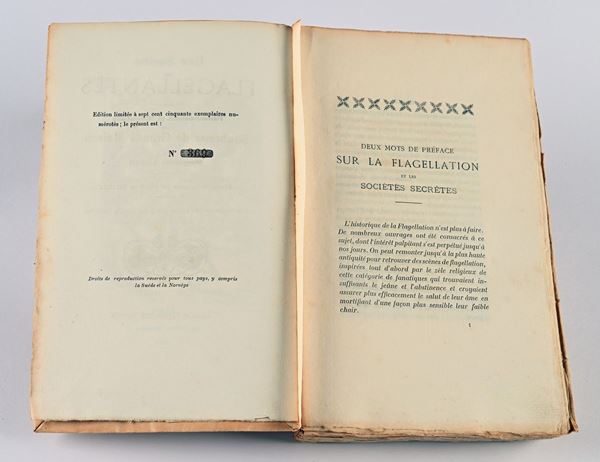 Edition limitée à sept cent cinquante exemplaires nu-
mérotés ; le présent est :
N° 369
Droits de reproduction réservés pour tous pays, y compris
la Suède et la Norvège
DEUX MOTS DE PRÉFACE
SUR LA FLAGELLATION
ET LES
SOCIÉTÉS SECRÈTES
L'historique de la Flagellation n'est plus à faire.
De nombreux ouvrages ont été consacrés à ce
sujet, dont l'intérêt palpitant s'est perpétué jusqu'à
nos jours. On peut remonter jusqu'à la plus haute
antiquité pour retrouver des scènes de flagellation,
inspirées tout d'abord par le zèle religieux de
cette catégorie de fanatiques qui trouvaient in-
suffisants le jeûne et l'abstinence et croyaient
assurer plus efficacement le salut de leur âme en
mortifiant d'une façon plus sensible leur faible
chair.
1